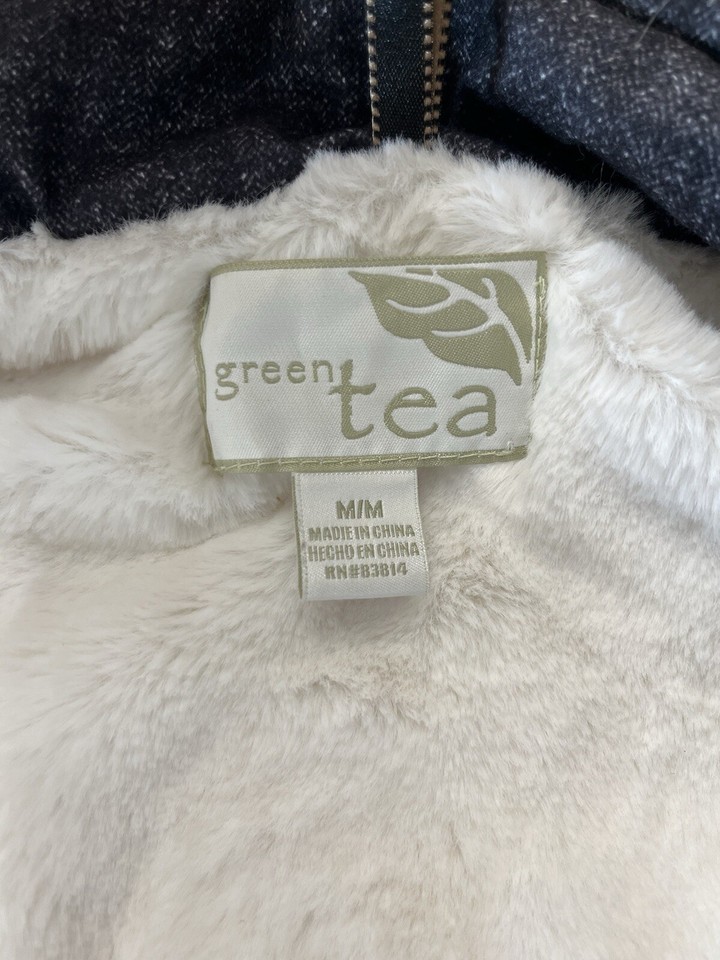 green tea
M/M
MADE IN CHINA
HECHO EN CHINA
RN#83814